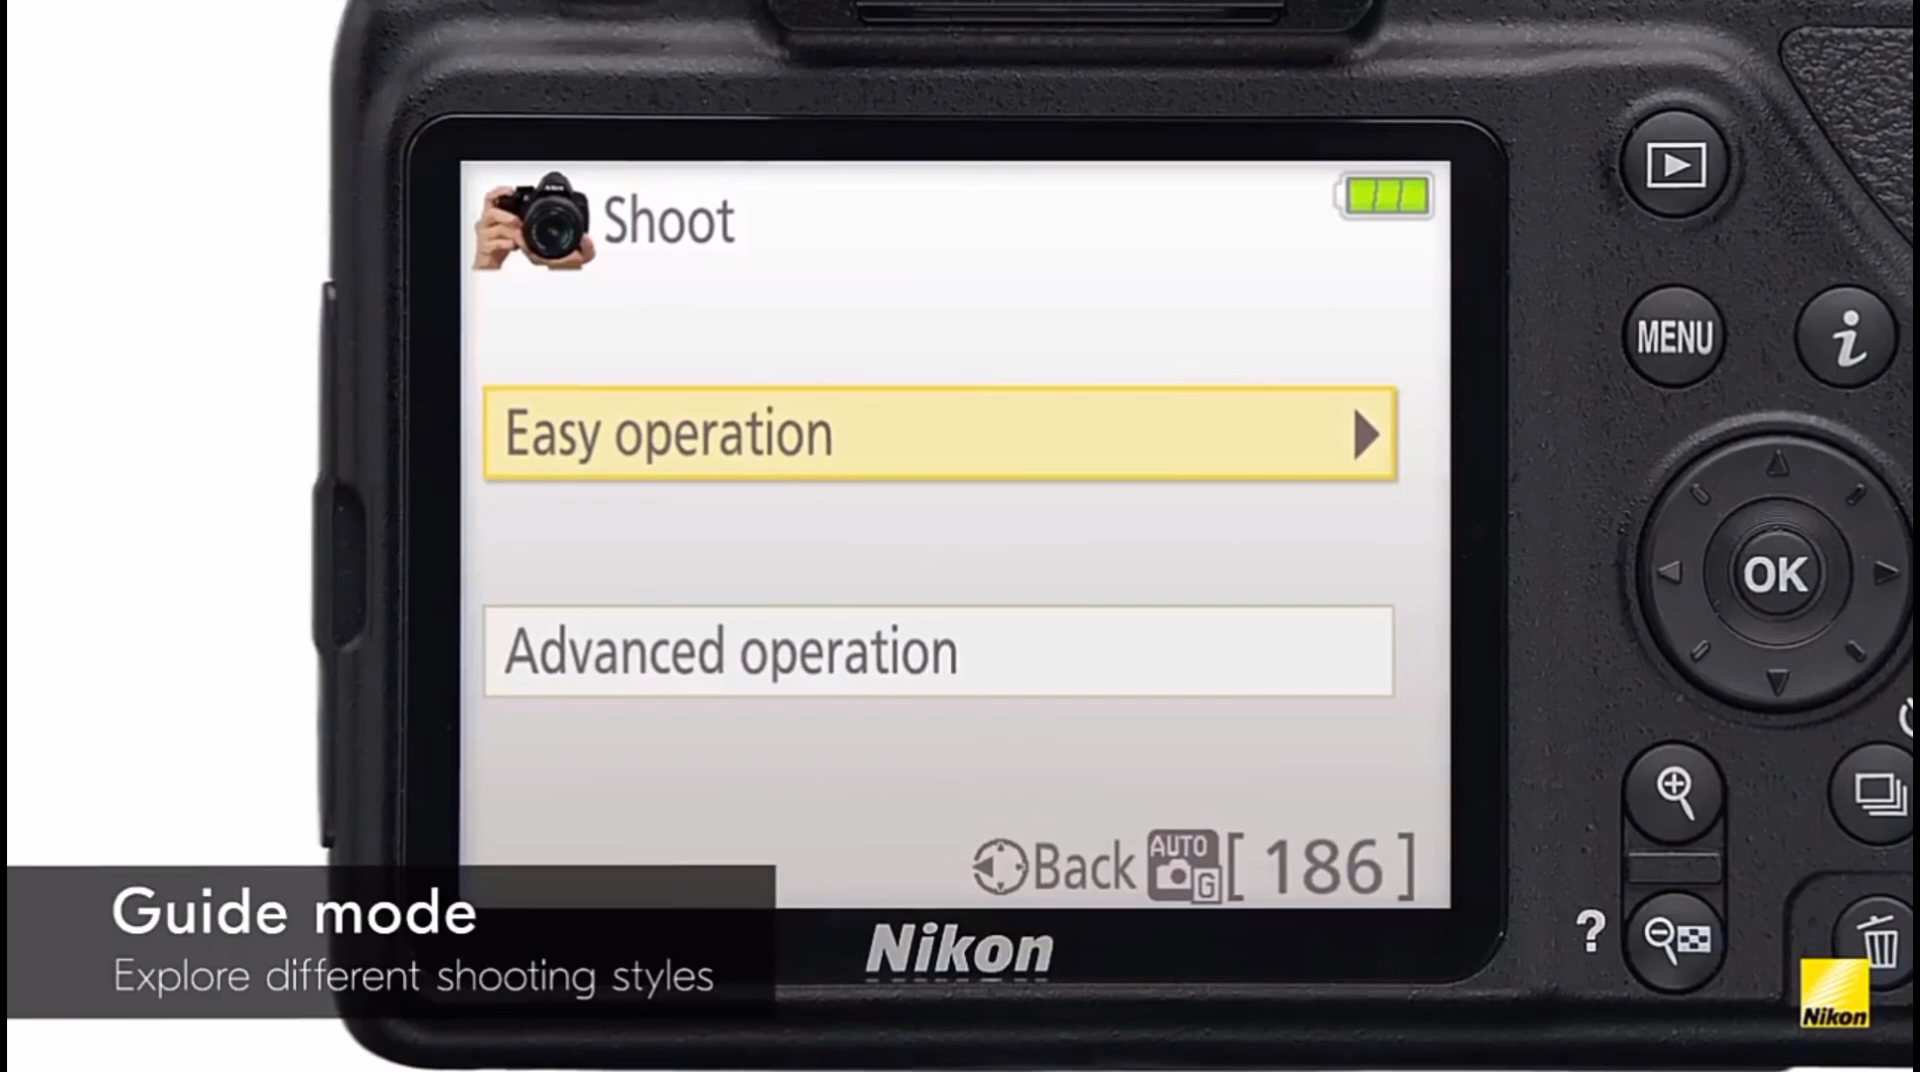 Shoot
Easy operation
Advanced operation
Back AUTO G [ 186 ]
Nikon
MENU
i
OK
?
Guide mode
Explore different shooting styles
Nikon